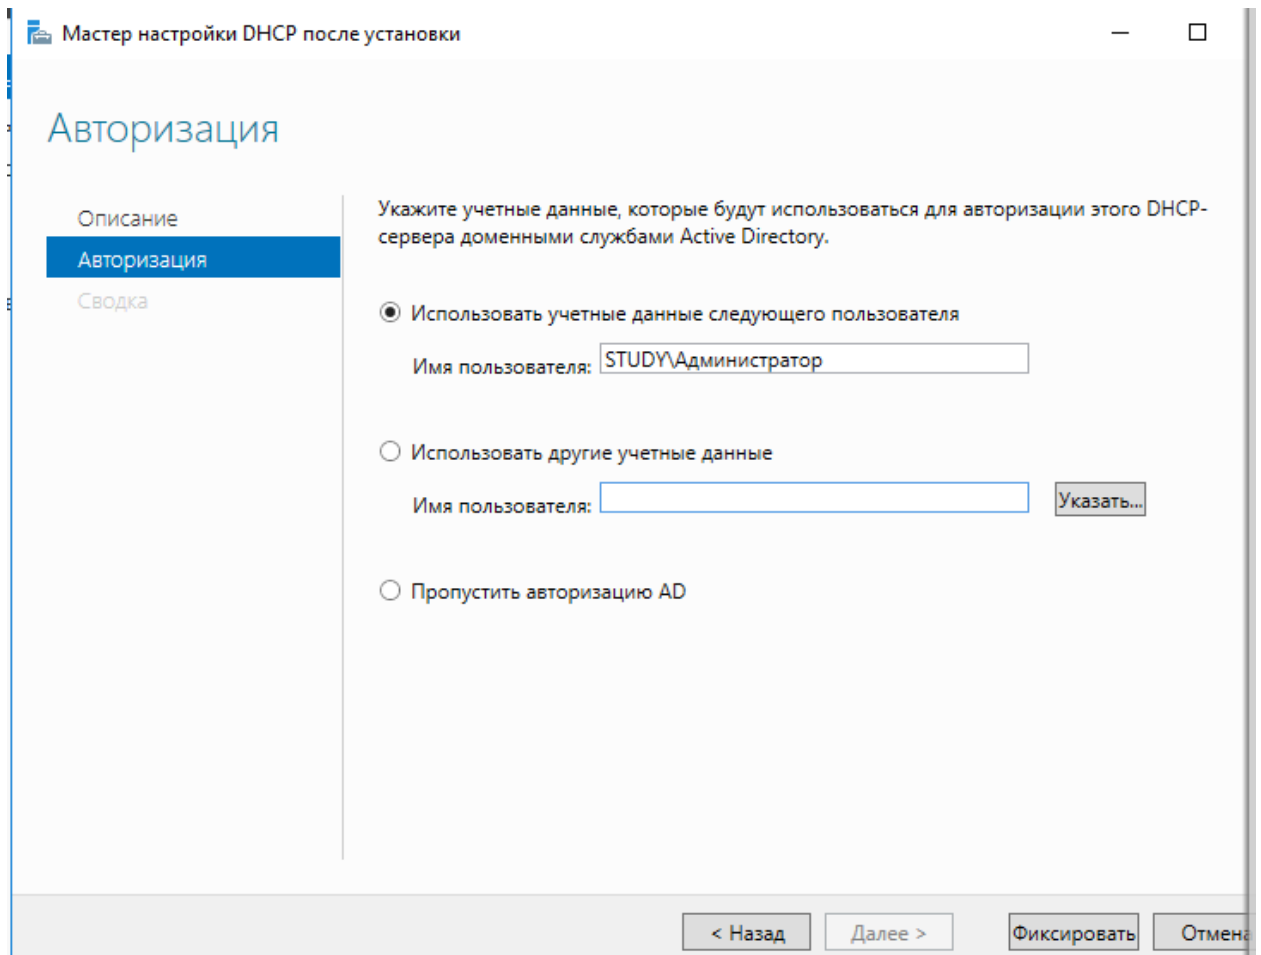 Мастер настройки DHCP после установки
Авторизация
Описание
Авторизация
Сводка
Укажите учетные данные, которые будут использоваться для авторизации этого DHCP-
сервера доменными службами Active Directory.
Использовать учетные данные следующего пользователя
Имя пользователя: STUDY\Администратор
Использовать другие учетные данные
Имя пользователя: Указать...
Пропустить авторизацию AD
< Назад Далее > Фиксировать Отмена